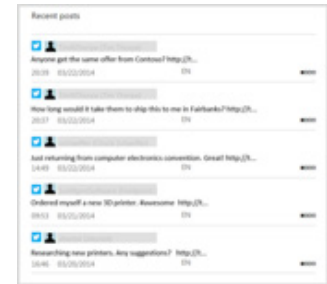 Recent posts
Anyone get the same offer from Contoso? http://t...
20:39 03/22/2014 EN
How long would it take them to ship this to me in Fairbanks? http://t...
20:37 03/22/2014 EN
Just returning from computer electronics convention. Great! http://t...
14:49 03/22/2014 EN
Ordered myself a new 3D printer. #awesome http://t...
09:53 03/21/2014 EN
Researching new printers. Any suggestions? http://t...
16:46 03/20/2014 EN